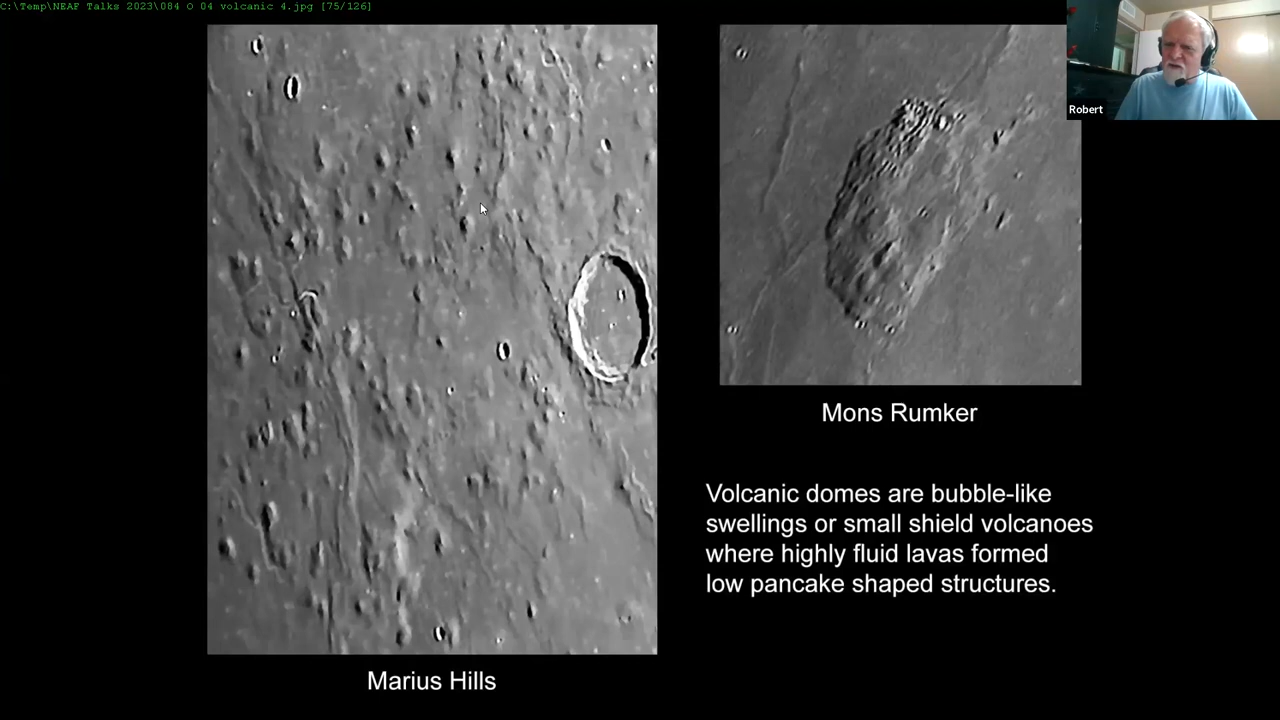 C:\Temp\NEAF Talks 2023\084 O 04 volcanic 4.jpg [75/126]
Robert
Mons Rumker
Volcanic domes are bubble-like
swellings or small shield volcanoes
where highly fluid lavas formed
low pancake shaped structures.
Marius Hills